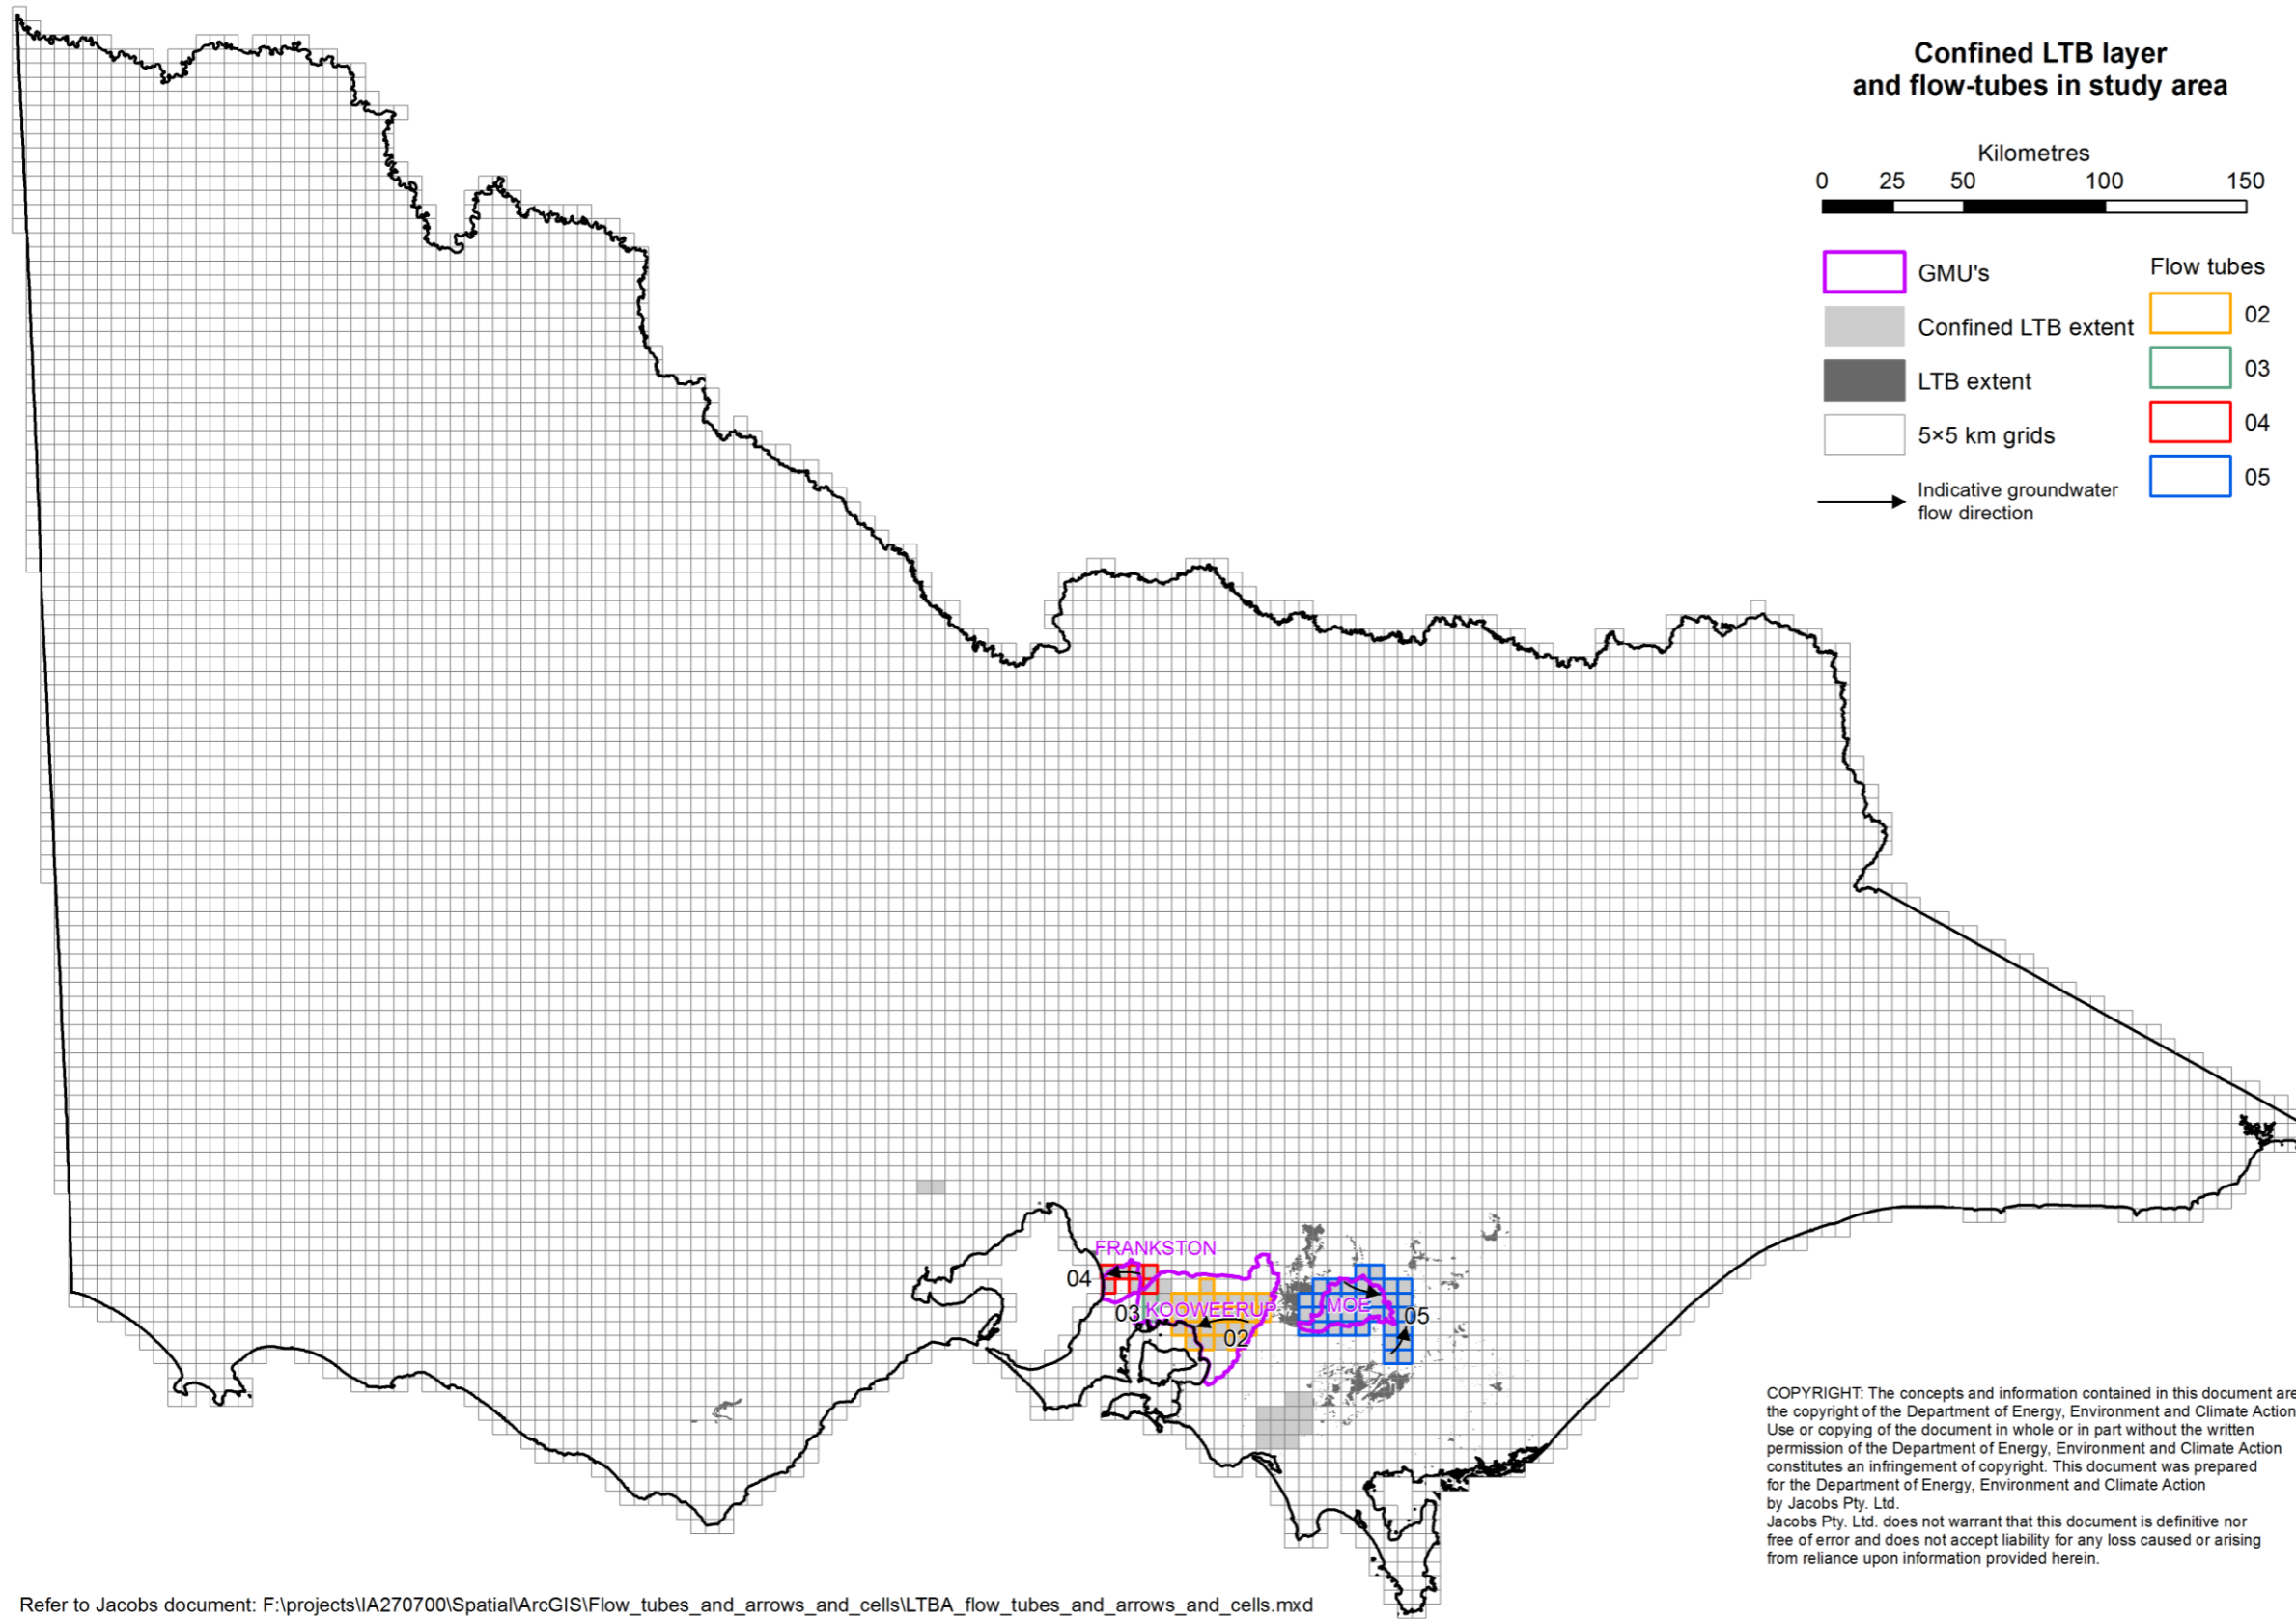 Confined LTB layer
and flow-tubes in study area
Kilometres
0 25 50 100 150
GMU's
Confined LTB extent
LTB extent
5×5 km grids
Indicative groundwater
flow direction
Flow tubes
02
03
04
05
FRANKSTON
04
03
KOOWEERUP
02
MOE
05
COPYRIGHT: The concepts and information contained in this document are
the copyright of the Department of Energy, Environment and Climate Action
Use or copying of the document in whole or in part without the written
permission of the Department of Energy, Environment and Climate Action
constitutes an infringement of copyright. This document was prepared
for the Department of Energy, Environment and Climate Action
by Jacobs Pty. Ltd.
Jacobs Pty. Ltd. does not warrant that this document is definitive nor
free of error and does not accept liability for any loss caused or arising
from reliance upon information provided herein.
Refer to Jacobs document: F:\projects\IA270700\Spatial\ArcGIS\Flow_tubes_and_arrows_and_cells\LTBA_flow_tubes_and_arrows_and_cells.mxd